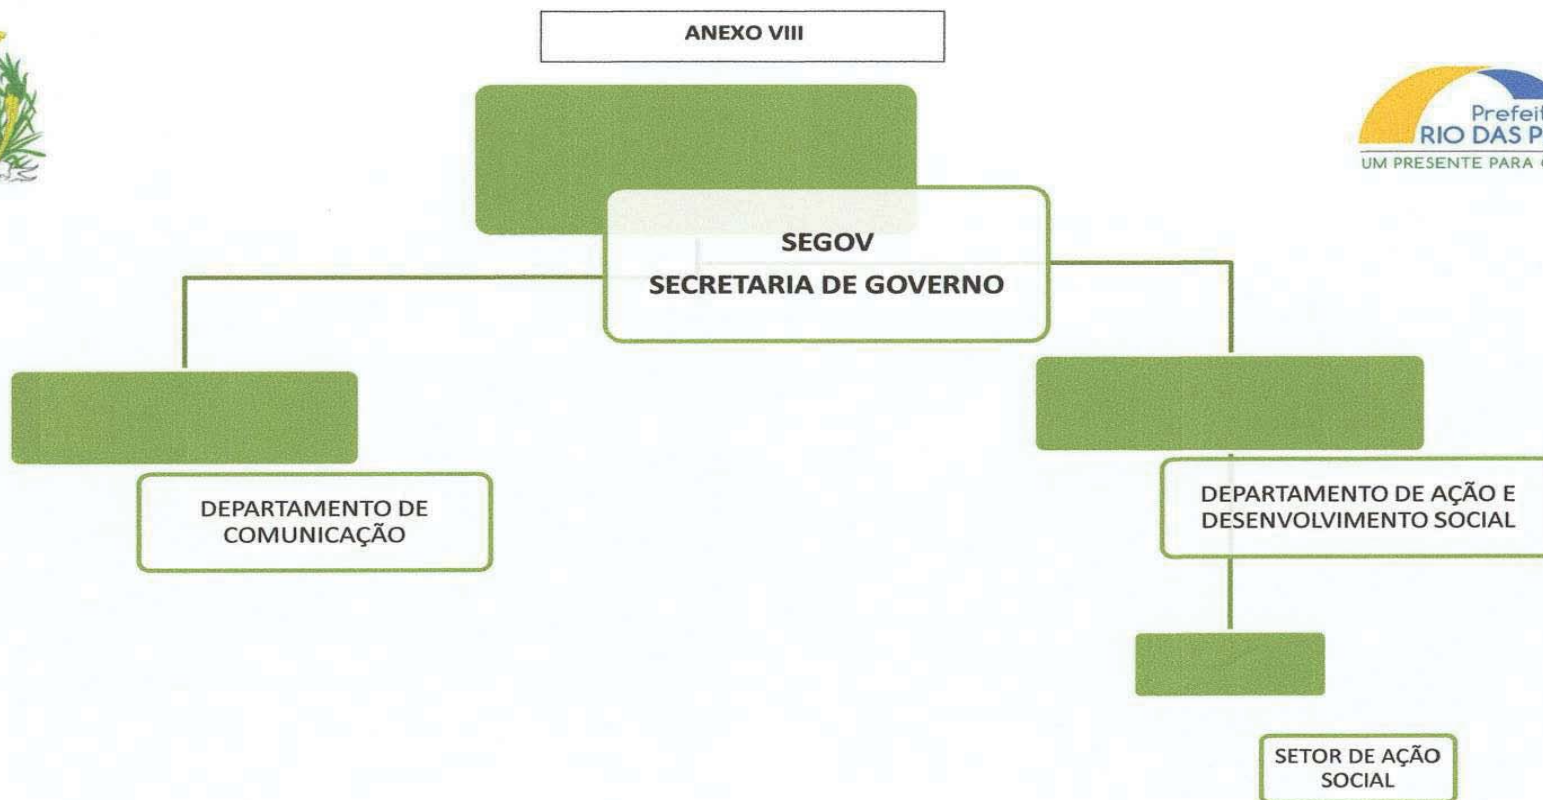 ANEXO VIII
RIO DAS
UM PRESENTE PARA
SEGOV
SECRETARIA DE GOVERNO
DEPARTAMENTO DE
COMUNICAÇÃO
DEPARTAMENTO DE AÇÃO E
DESENVOLVIMENTO SOCIAL
SETOR DE AÇÃO
SOCIAL